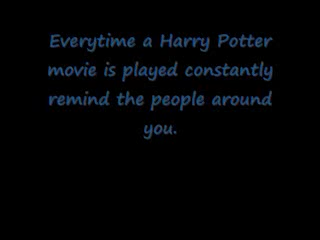 Everytime a Harry Potter
movie is played constantly
remind the people around
you.